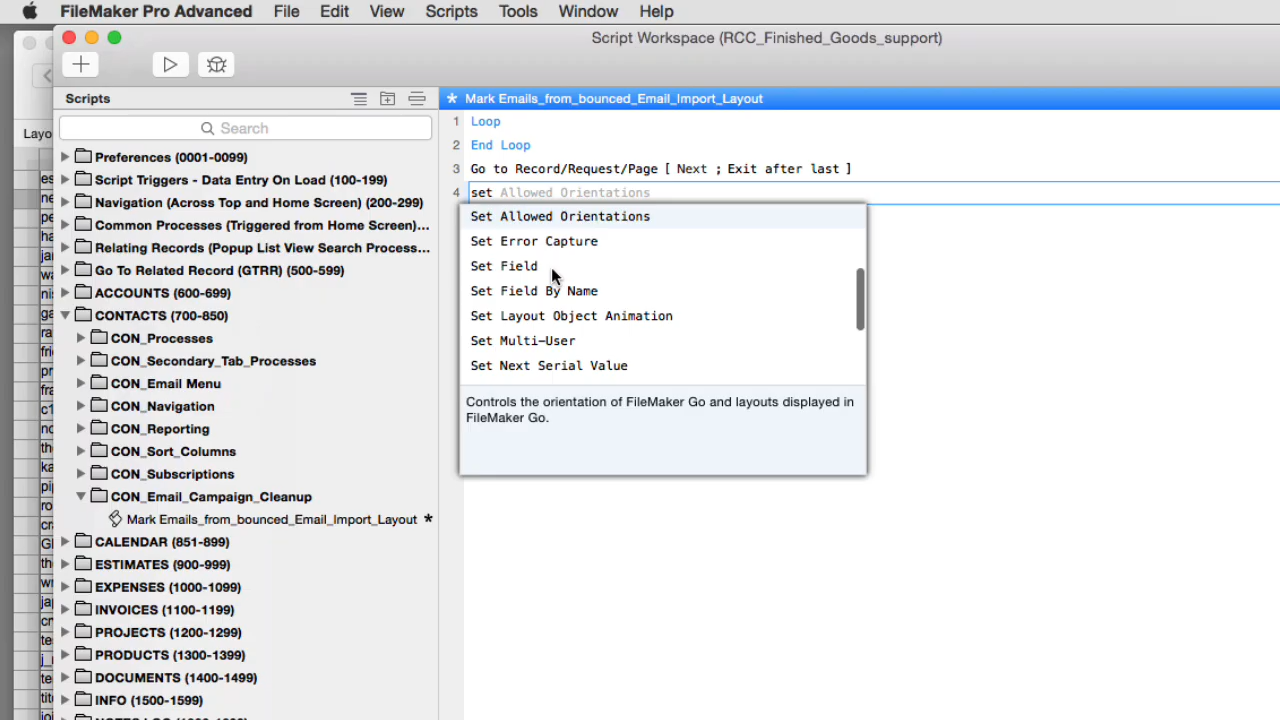 FileMaker Pro Advanced File Edit View Scripts Tools Window Help
Script Workspace (RCC_Finished_Goods_support)
Layo
Scripts
Search
Preferences (0001-0099)
Script Triggers - Data Entry On Load (100-199)
Navigation (Across Top and Home Screen) (200-299)
Common Processes (Triggered from Home Screen)...
Relating Records (Popup List View Search Process...
Go To Related Record (GTRR) (500-599)
ACCOUNTS (600-699)
CONTACTS (700-850)
CON_Processes
CON_Secondary_Tab_Processes
CON_Email Menu
CON_Navigation
CON_Reporting
CON_Sort_Columns
CON_Subscriptions
CON_Email_Campaign_Cleanup
Mark Emails_from_bounced_Email_Import_Layout *
CALENDAR (851-899)
ESTIMATES (900-999)
EXPENSES (1000-1099)
INVOICES (1100-1199)
PROJECTS (1200-1299)
PRODUCTS (1300-1399)
DOCUMENTS (1400-1499)
INFO (1500-1599)
* Mark Emails_from_bounced_Email_Import_Layout
1 Loop
2 End Loop
3 Go to Record/Request/Page [ Next ; Exit after last ]
4 set Allowed Orientations
Set Allowed Orientations
Set Error Capture
Set Field
Set Field By Name
Set Layout Object Animation
Set Multi-User
Set Next Serial Value
Controls the orientation of FileMaker Go and layouts displayed in
FileMaker Go.